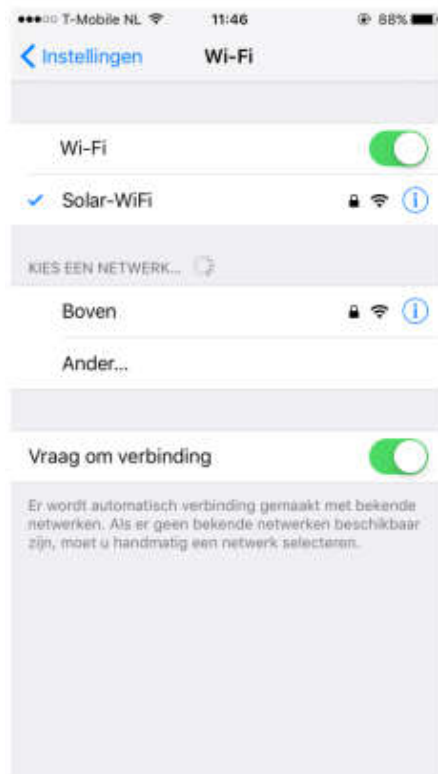 T-Mobile NL 11:46 88%
Instellingen Wi-Fi
Wi-Fi
Solar-WiFi
KIES EEN NETWERK...
Boven
Ander...
Vraag om verbinding
Er wordt automatisch verbinding gemaakt met bekende
netwerken. Als er geen bekende netwerken beschikbaar
zijn, moet u handmatig een netwerk selecteren.